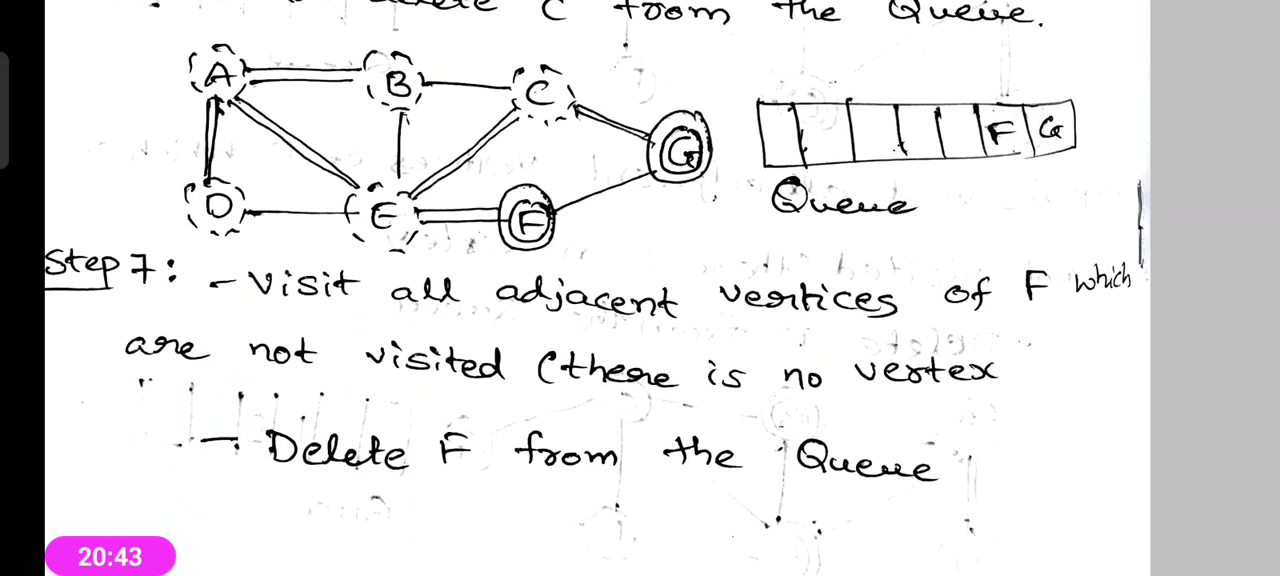 C from the Queue.
A B C
G
F G
D E F
Queue
Step 7: - Visit all adjacent vertices of F which
are not visited (there is no vertex
- Delete F from the Queue
20:43